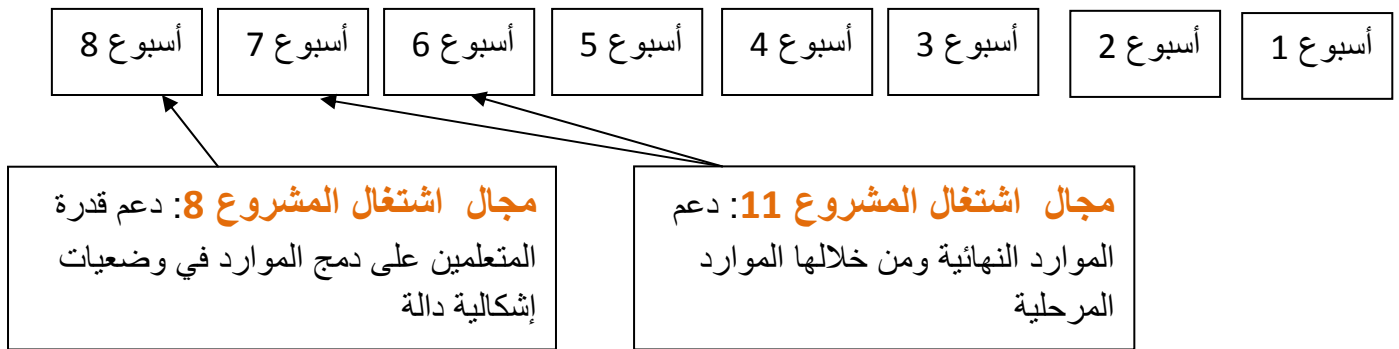 أسبوع 1
أسبوع 2
أسبوع 3
أسبوع 4
أسبوع 5
أسبوع 6
أسبوع 7
أسبوع 8
مجال اشتغال المشروع 11: دعم
الموارد النهائية ومن خلالها الموارد
المرحلية
مجال اشتغال المشروع 8: دعم قدرة
المتعلمين على دمج الموارد في وضعيات
إشكالية دالة